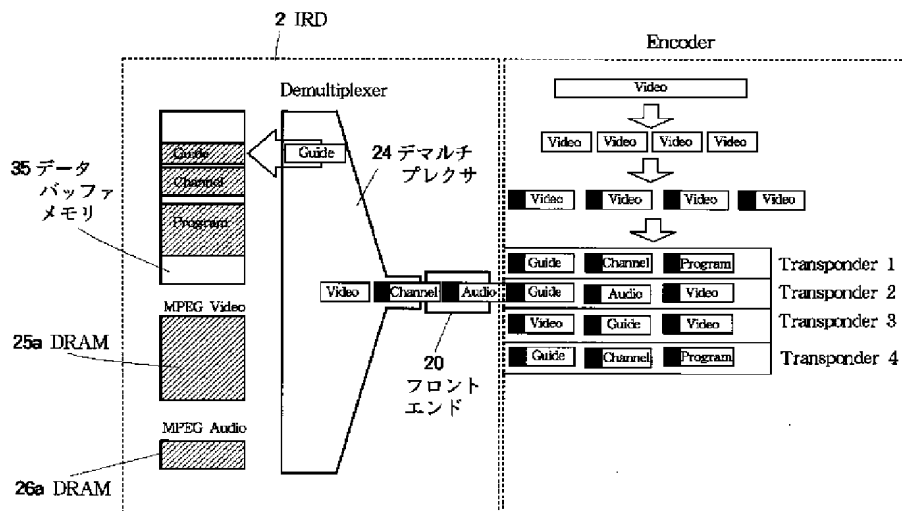 2 IRD
Encoder
Demultiplexer
Video
Video Video Video Video
Video Video Video Video
Guide
24 デマルチ
プレクサ
35 データ
バッファ
メモリ
Guide
Channel
Program
Guide Channel Program Transponder 1
Guide Audio Video Transponder 2
Video Guide Video Transponder 3
Guide Channel Program Transponder 4
Video Channel Audio
20
フロント
エンド
MPEG Video
25a DRAM
MPEG Audio
26a DRAM